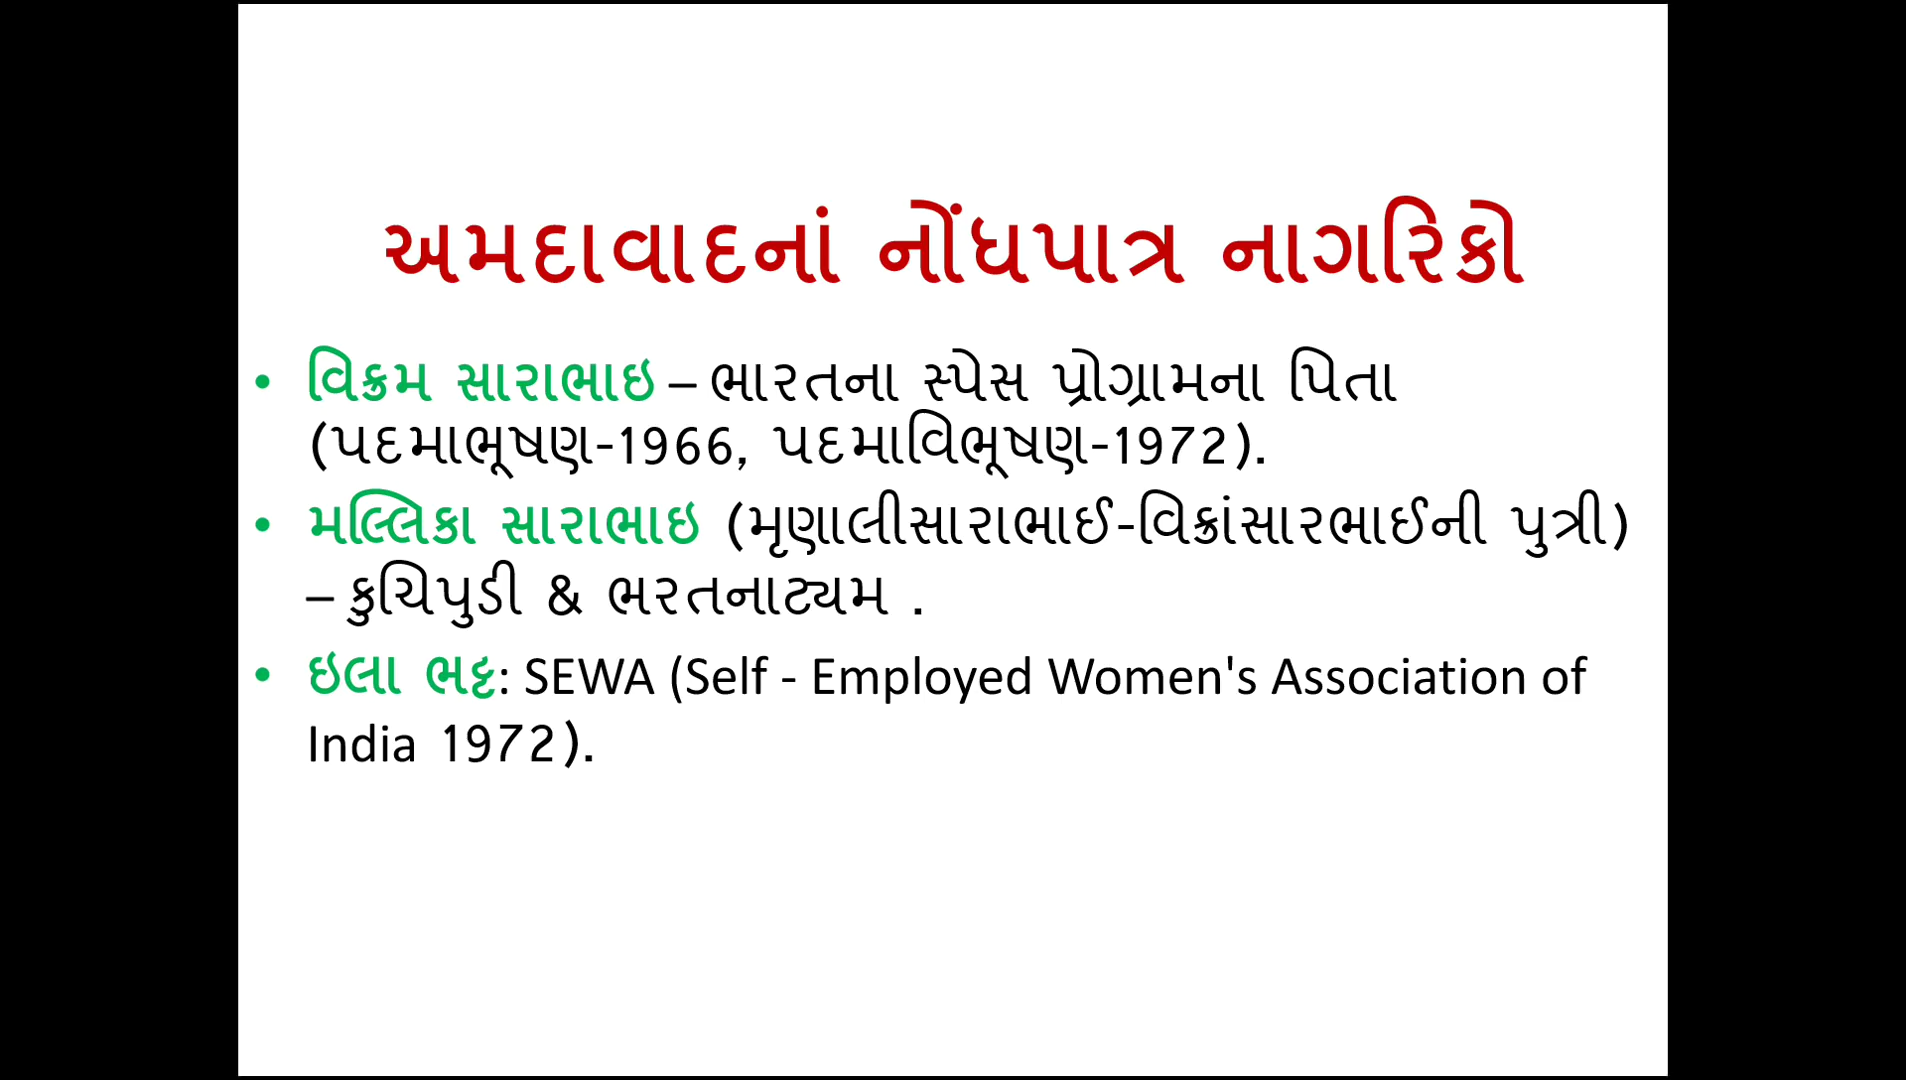 અમદાવાદનાં નોંધપાત્ર નાગરિકો
• વિક્રમ સારાભાઇ – ભારતના સ્પેસ પ્રોગ્રામના પિતા
(પદમાભૂષણ-1966, પદમાવિભૂષણ-1972).
• મલ્લિકા સારાભાઇ (મૃણાલીસારાભાઈ-વિક્રાંસારભાઈની પુત્રી)
– કુચિપુડી & ભરતનાટ્યમ .
• ઇલા ભટ્ટ: SEWA (Self - Employed Women's Association of
India 1972).